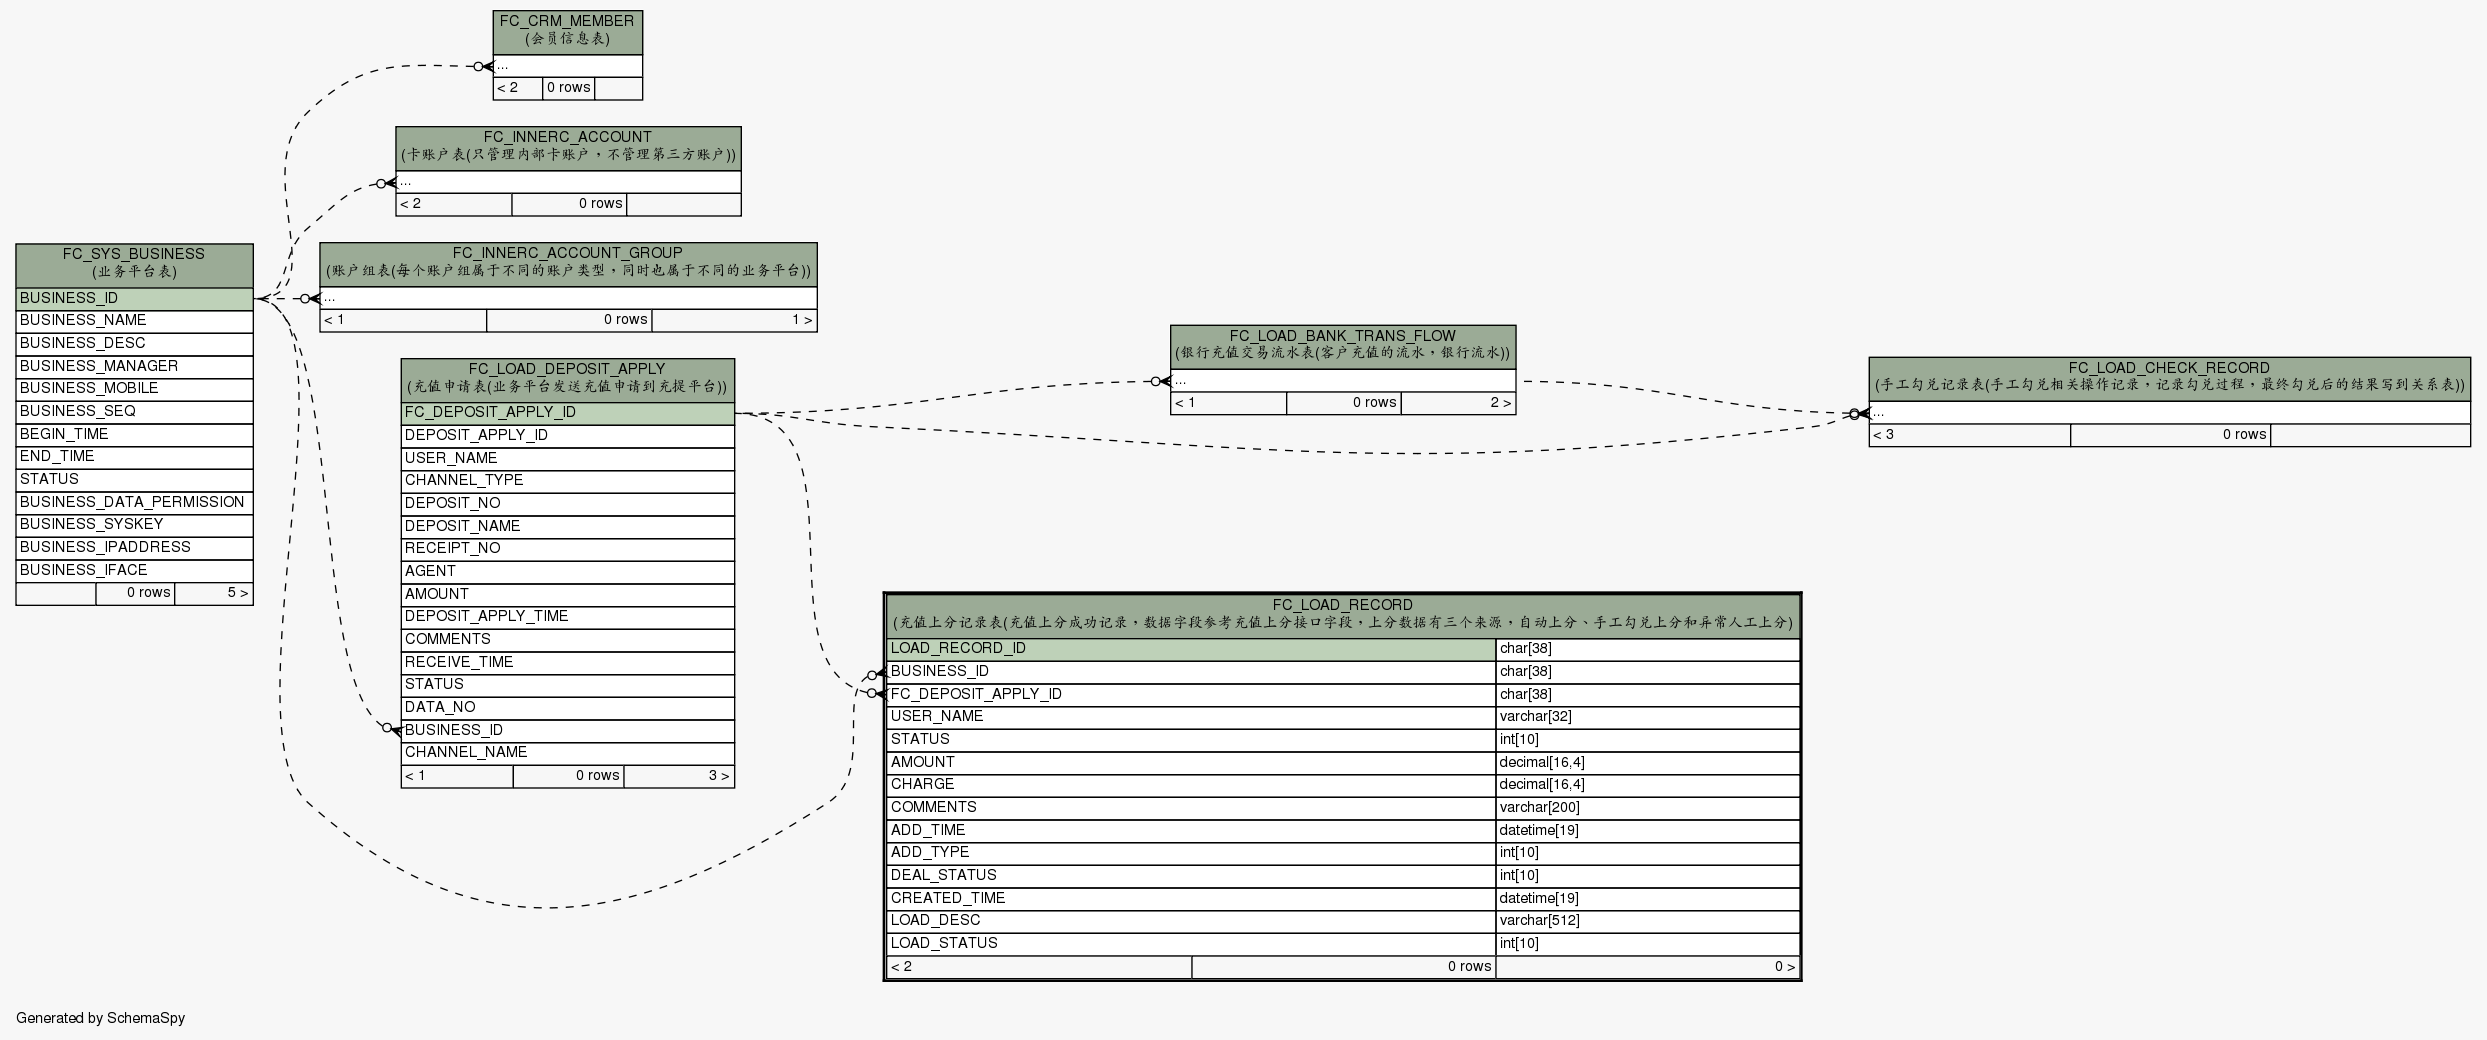 FC_CRM_MEMBER
(会员信息表)
...
< 2 0 rows
FC_INNERC_ACCOUNT
(卡账户表(只管理内部卡账户，不管理第三方账户))
...
< 2 0 rows
FC_SYS_BUSINESS
(业务平台表)
BUSINESS_ID
BUSINESS_NAME
BUSINESS_DESC
BUSINESS_MANAGER
BUSINESS_MOBILE
BUSINESS_SEQ
BEGIN_TIME
END_TIME
STATUS
BUSINESS_DATA_PERMISSION
BUSINESS_SYSKEY
BUSINESS_IPADDRESS
BUSINESS_IFACE
0 rows 5 >
FC_INNERC_ACCOUNT_GROUP
(账户组表(每个账户组属于不同的账户类型，同时也属于不同的业务平台))
...
< 1 0 rows 1 >
FC_LOAD_DEPOSIT_APPLY
(充值申请表(业务平台发送充值申请到充提平台))
FC_DEPOSIT_APPLY_ID
DEPOSIT_APPLY_ID
USER_NAME
CHANNEL_TYPE
DEPOSIT_NO
DEPOSIT_NAME
RECEIPT_NO
AGENT
AMOUNT
DEPOSIT_APPLY_TIME
COMMENTS
RECEIVE_TIME
STATUS
DATA_NO
BUSINESS_ID
CHANNEL_NAME
< 1 0 rows 3 >
FC_LOAD_BANK_TRANS_FLOW
(银行充值交易流水表(客户充值的流水，银行流水))
...
< 1 0 rows 2 >
FC_LOAD_CHECK_RECORD
(手工勾兑记录表(手工勾兑相关操作记录，记录勾兑过程，最终勾兑后的结果写到关系表))
...
< 3 0 rows
FC_LOAD_RECORD
(充值上分记录表(充值上分成功记录，数据字段参考充值上分接口字段，上分数据有三个来源，自动上分、手工勾兑上分和异常人工上分)
LOAD_RECORD_ID char[38]
BUSINESS_ID char[38]
FC_DEPOSIT_APPLY_ID char[38]
USER_NAME varchar[32]
STATUS int[10]
AMOUNT decimal[16,4]
CHARGE decimal[16,4]
COMMENTS varchar[200]
ADD_TIME datetime[19]
ADD_TYPE int[10]
DEAL_STATUS int[10]
CREATED_TIME datetime[19]
LOAD_DESC varchar[512]
LOAD_STATUS int[10]
< 2 0 rows 0 >
Generated by SchemaSpy